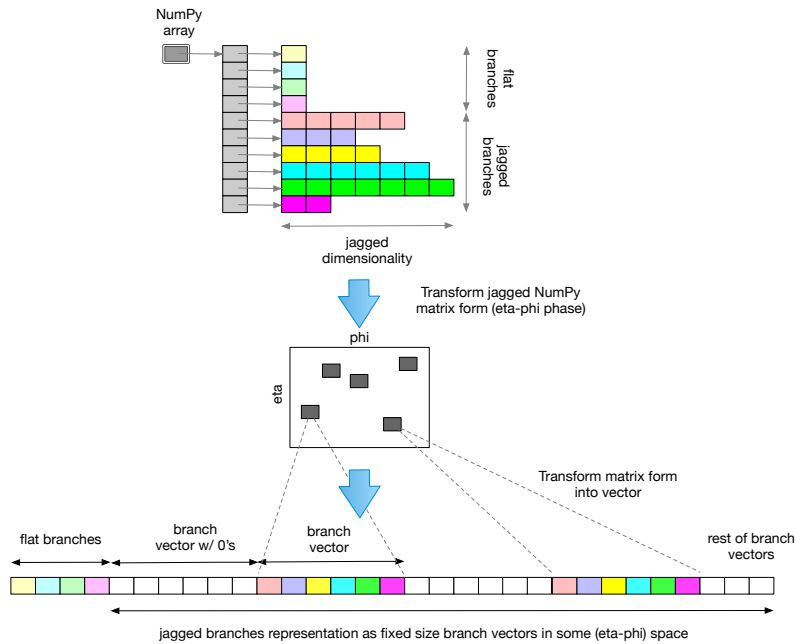 NumPy
array
flat
branches
jagged
branches
jagged
dimensionality
Transform jagged NumPy
matrix form (eta-phi phase)
phi
eta
Transform matrix form
into vector
flat branches
branch
vector w/ 0's
branch
vector
rest of branch
vectors
jagged branches representation as fixed size branch vectors in some (eta-phi) space